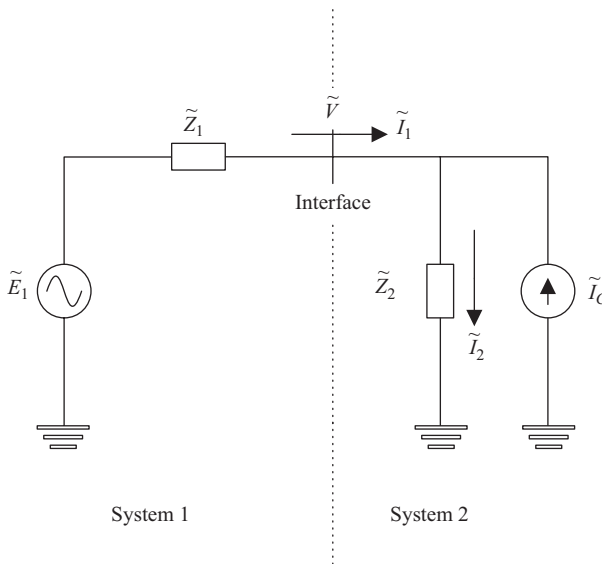 Ṽ
Z̃₁
Ĩ₁
Interface
Ẽ₁
Z̃₂
Ĩ₂
Ĩ
System 1
System 2